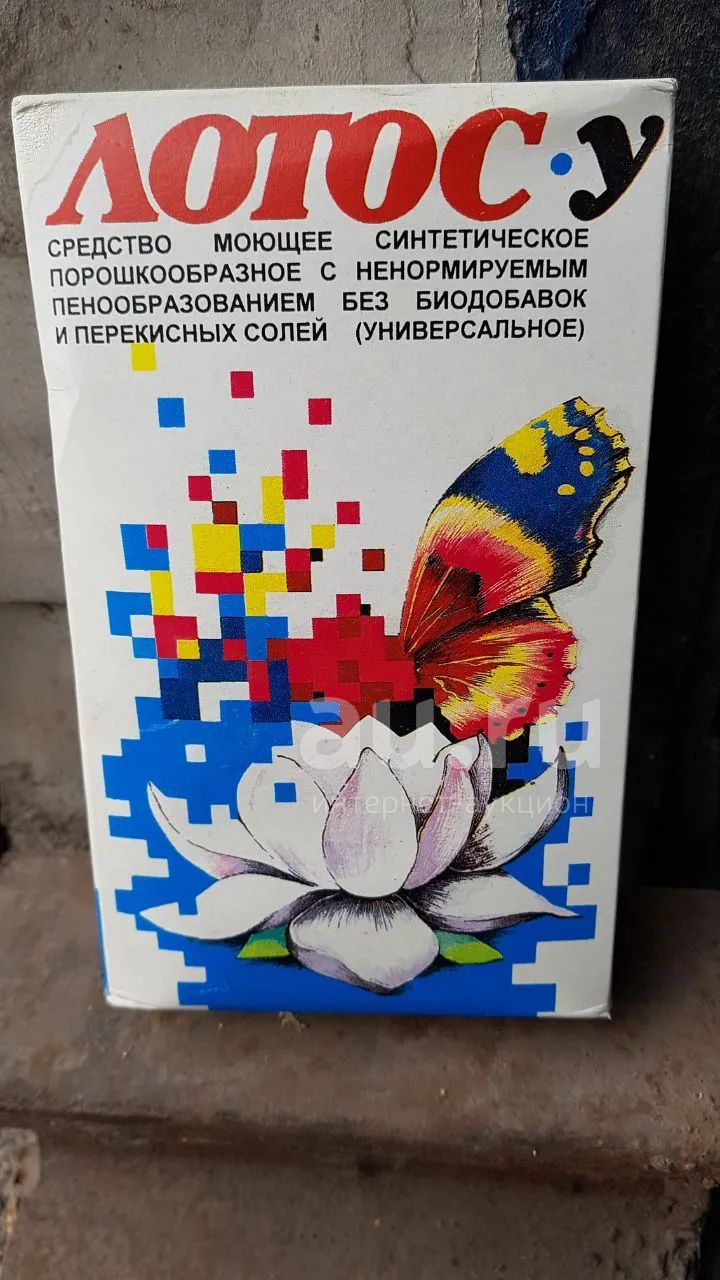 ЛОТОС·У
СРЕДСТВО МОЮЩЕЕ СИНТЕТИЧЕСКОЕ
ПОРОШКООБРАЗНОЕ С НЕНОРМИРУЕМЫМ
ПЕНООБРАЗОВАНИЕМ БЕЗ БИОДОБАВОК
И ПЕРЕКИСНЫХ СОЛЕЙ (УНИВЕРСАЛЬНОЕ)
au.ru
интернет-аукцион